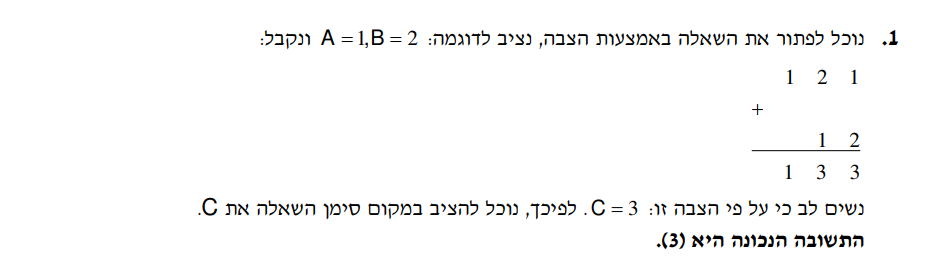 1. נוכל לפתור את השאלה באמצעות הצבה, נציב לדוגמה: A = 1, B = 2 ונקבל:
1 2 1
+
1 2
1 3 3
נשים לב כי על פי הצבה זו: C = 3. לפיכך, נוכל להציב במקום סימן השאלה את C.
התשובה הנכונה היא (3).